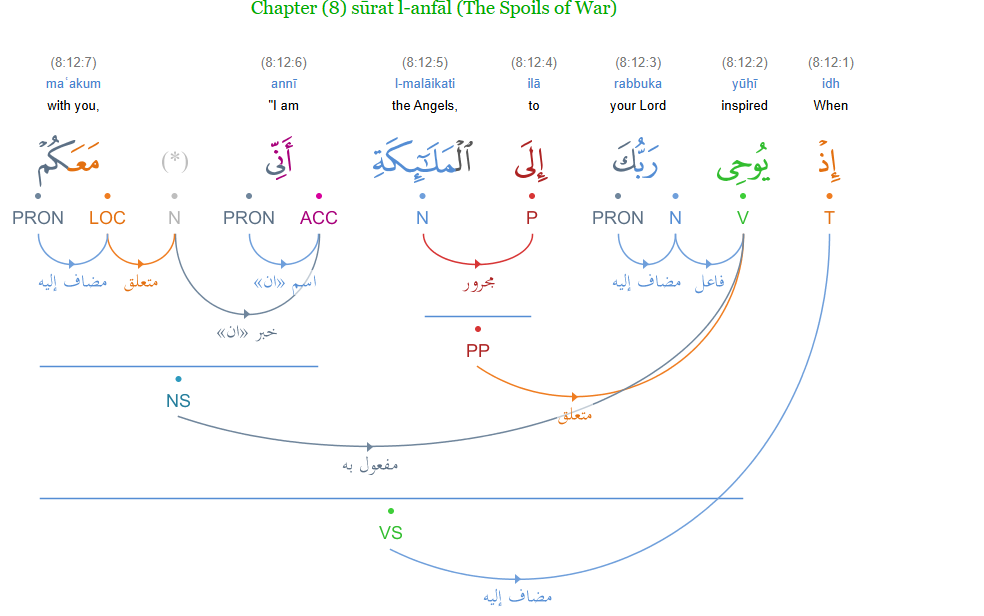 Chapter (8) sūrat l-anfāl (The Spoils of War)
(8:12:7) (8:12:6) (8:12:5) (8:12:4) (8:12:3) (8:12:2) (8:12:1)
maʿakum annī l-malāikati ilā rabbuka yūḥī idh
with you, "I am the Angels, to your Lord inspired When
إِذْ يُوحِى رَبُّكَ إِلَى ٱلْمَلَـٰٓئِكَةِ أَنِّى (*) مَعَكُمْ
PRON LOC N PRON ACC N P PRON N V T
فاعل مضاف إليه مجرور اسم «ان» متعلق مضاف إليه
خبر «ان»
PP
NS
متعلق
مفعول به
VS
مضاف إليه